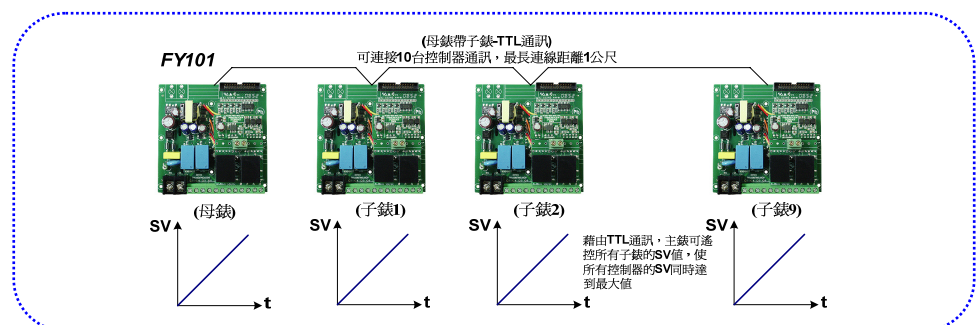 (母錶帶子錶-TTL通訊)
FY101
可連接10台控制器通訊，最長連線距離1公尺
(母錶)
(子錶1)
(子錶2)
(子錶9)
SV
t
SV
t
SV
t
藉由TTL通訊，主錶可遙
控所有子錶的SV值，使
所有控制器的SV同時達
到最大值
SV
t